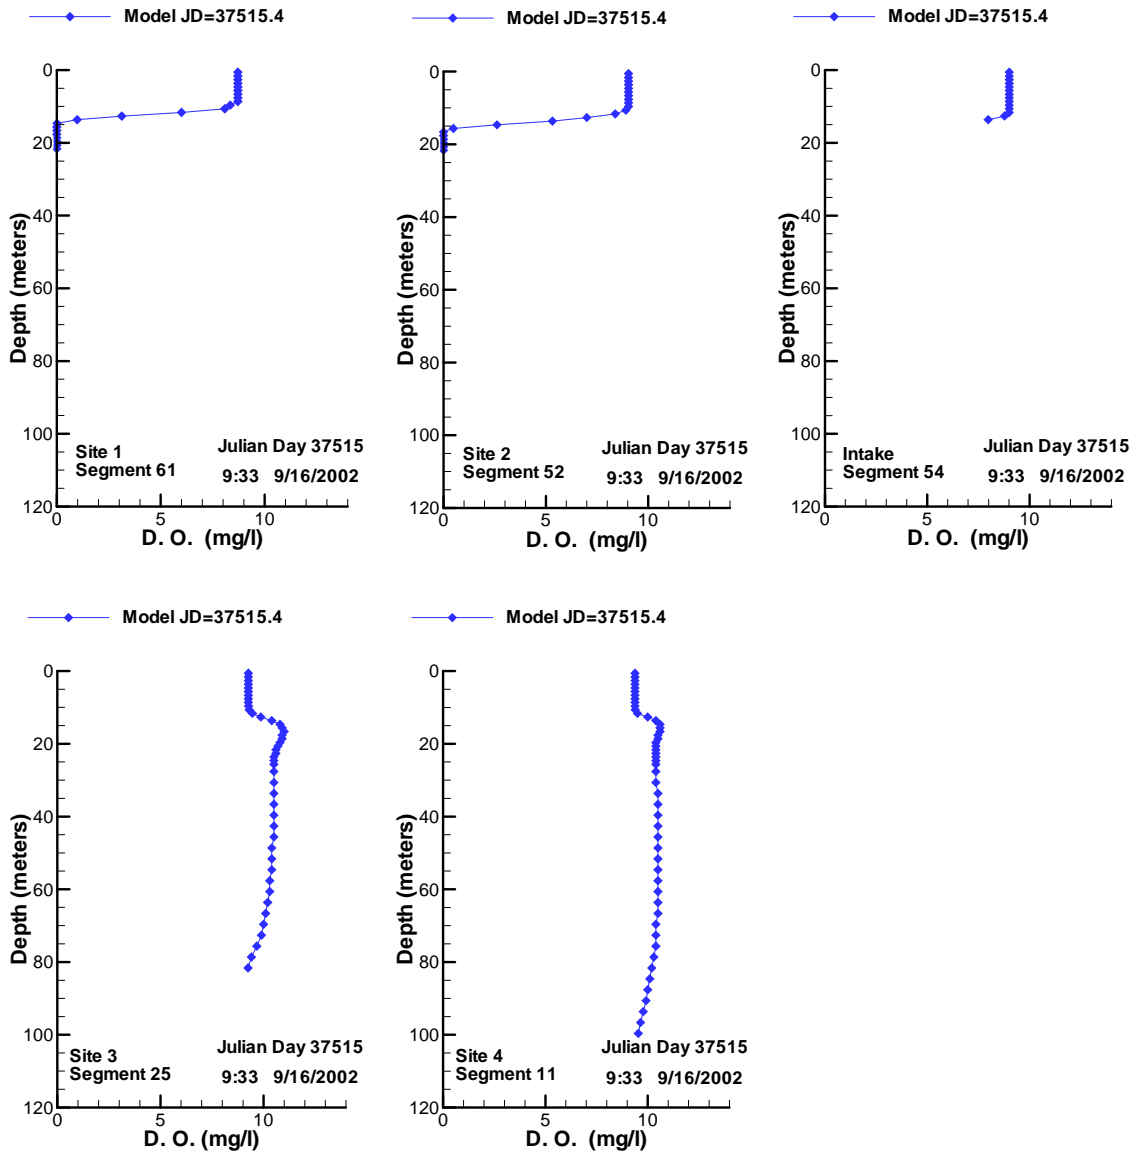 Model JD=37515.4
0
20
40
60
80
100
120
Depth (meters)
Site 1
Segment 61
Julian Day 37515
9:33 9/16/2002
0 5 10
D. O. (mg/l)
Model JD=37515.4
0
20
40
60
80
100
120
Depth (meters)
Site 2
Segment 52
Julian Day 37515
9:33 9/16/2002
0 5 10
D. O. (mg/l)
Model JD=37515.4
0
20
40
60
80
100
120
Depth (meters)
Intake
Segment 54
Julian Day 37515
9:33 9/16/2002
0 5 10
D. O. (mg/l)
Model JD=37515.4
0
20
40
60
80
100
120
Depth (meters)
Site 3
Segment 25
Julian Day 37515
9:33 9/16/2002
0 5 10
D. O. (mg/l)
Model JD=37515.4
0
20
40
60
80
100
120
Depth (meters)
Site 4
Segment 11
Julian Day 37515
9:33 9/16/2002
0 5 10
D. O. (mg/l)